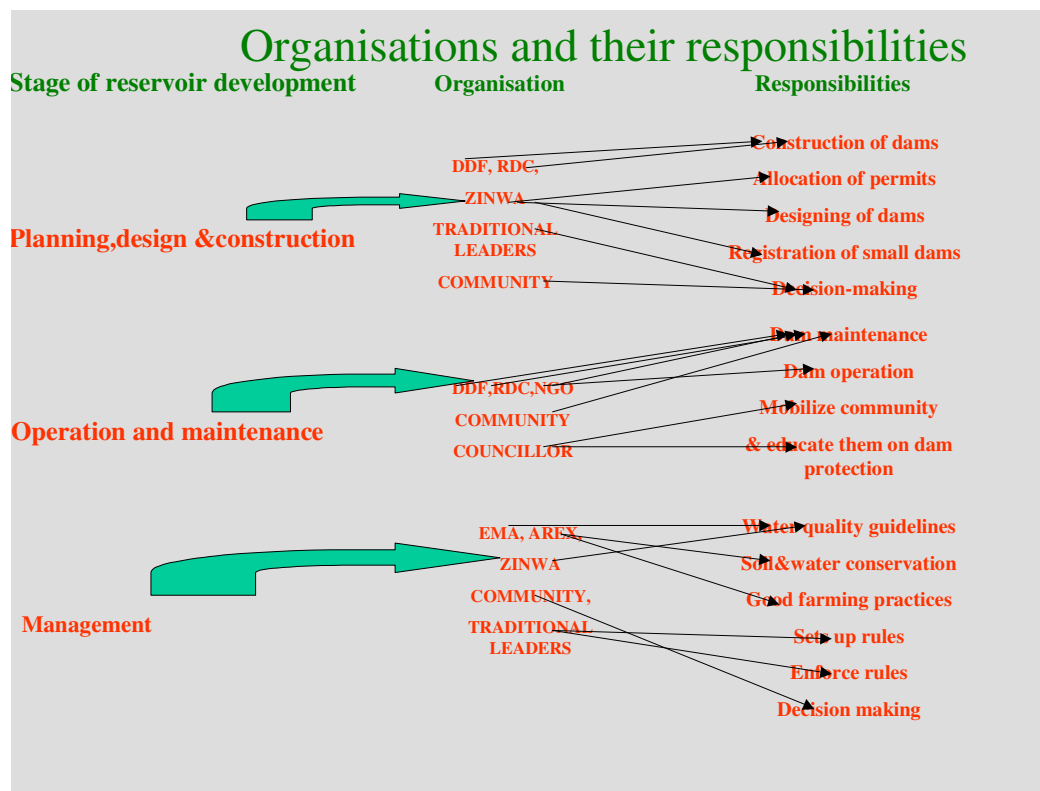 Organisations and their responsibilities
Stage of reservoir development
Organisation
Responsibilities
Planning,design &construction
DDF, RDC,
ZINWA
TRADITIONAL
LEADERS
COMMUNITY
Construction of dams
Allocation of permits
Designing of dams
Registration of small dams
Decision-making
Operation and maintenance
DDF,RDC,NGO
COMMUNITY
COUNCILLOR
Dam maintenance
Dam operation
Mobilize community
& educate them on dam
protection
Management
EMA, AREX,
ZINWA
COMMUNITY,
TRADITIONAL
LEADERS
Water quality guidelines
Soil&water conservation
Good farming practices
Sets up rules
Enforce rules
Decision making